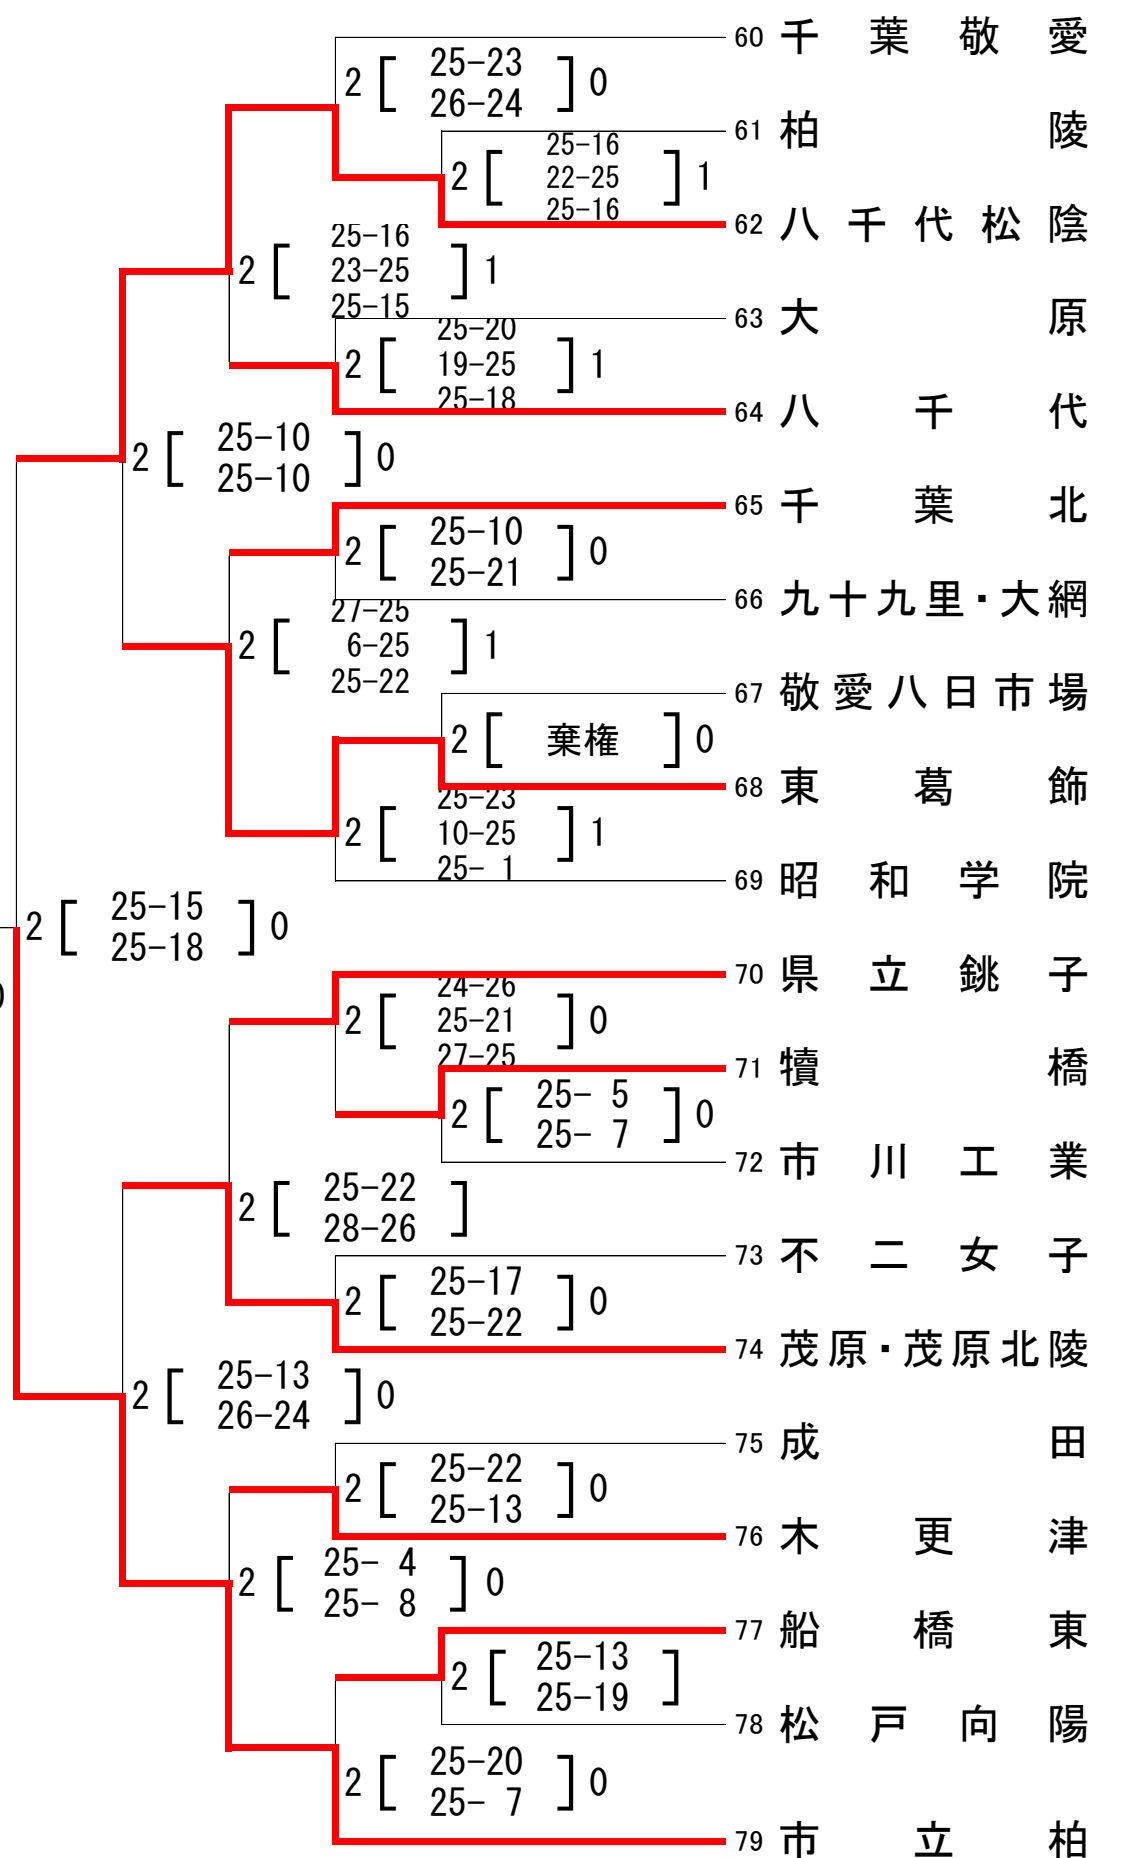 60 千葉敬愛
2 [ 25-23 ] 0
26-24
61 柏陵
2 [ 25-16 ] 1
22-25
25-16
62 八千代松陰
2 [ 25-16 ] 1
23-25
25-15
63 大原
2 [ 25-20 ] 1
19-25
25-18
64 八千代
2 [ 25-10 ] 0
25-10
65 千葉北
2 [ 25-10 ] 0
25-21
66 九十九里・大網
2 [ 27-25 ] 1
6-25
25-22
67 敬愛八日市場
2 [ 棄権 ] 0
68 東葛飾
2 [ 25-23 ] 1
10-25
25- 1
69 昭和学院
2 [ 25-15 ] 0
25-18
70 県立銚子
2 [ 24-26 ] 0
25-21
27-25
71 犢橋
2 [ 25- 5 ] 0
25- 7
72 市川工業
2 [ 25-22 ]
28-26
73 不二女子
2 [ 25-17 ] 0
25-22
74 茂原・茂原北陵
2 [ 25-13 ] 0
26-24
75 成田
2 [ 25-22 ] 0
25-13
76 木更津
2 [ 25- 4 ] 0
25- 8
77 船橋東
2 [ 25-13 ]
25-19
78 松戸向陽
2 [ 25-20 ] 0
25- 7
79 市立柏